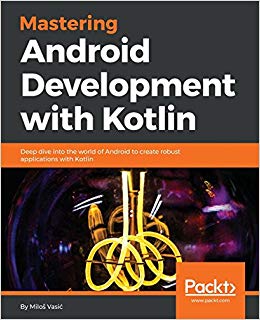 Mastering
Android
Development
with Kotlin
Deep dive into the world of Android to create robust
applications with Kotlin
By Miloš Vasić
Packt>
www.packt.com